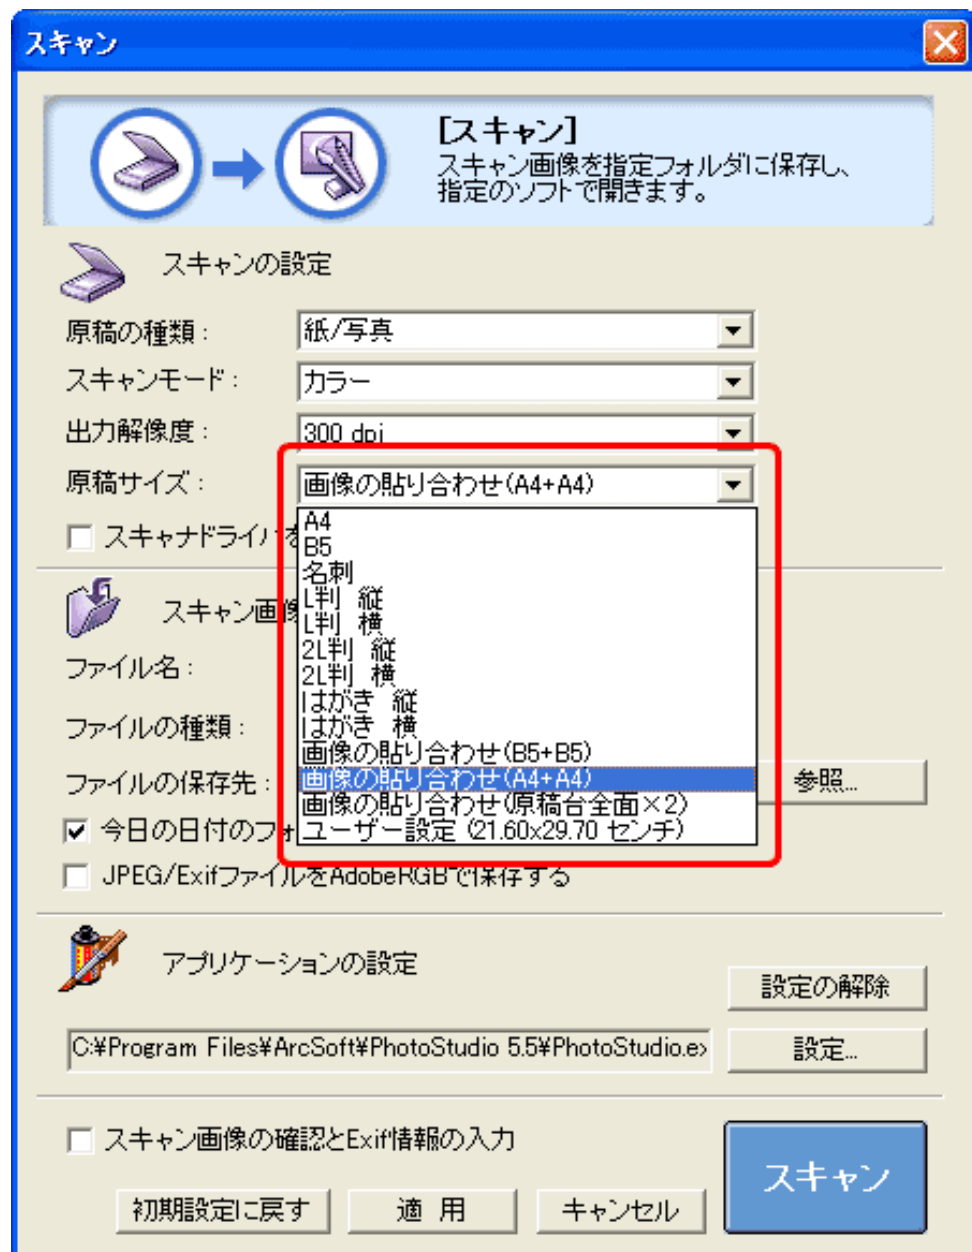 スキャン
[スキャン]
スキャン画像を指定フォルダに保存し、
指定のソフトで開きます。
スキャンの設定
原稿の種類: 紙/写真
スキャンモード: カラー
出力解像度: 300 dpi
原稿サイズ: 画像の貼り合わせ(A4+A4)
スキャナドライバ
A4
B5
名刺
L判 縦
L判 横
2L判 縦
2L判 横
はがき 縦
はがき 横
画像の貼り合わせ(B5+B5)
画像の貼り合わせ(A4+A4)
画像の貼り合わせ(原稿台全面×2)
ユーザー設定 (21.60x29.70 センチ)
スキャン画像
ファイル名:
ファイルの種類:
ファイルの保存先: 参照...
今日の日付のフォ
JPEG/ExifファイルをAdobeRGBで保存する
アプリケーションの設定
設定の解除
C:¥Program Files¥ArcSoft¥PhotoStudio 5.5¥PhotoStudio.e
設定...
スキャン画像の確認とExif情報の入力
スキャン
初期設定に戻す 適 用 キャンセル